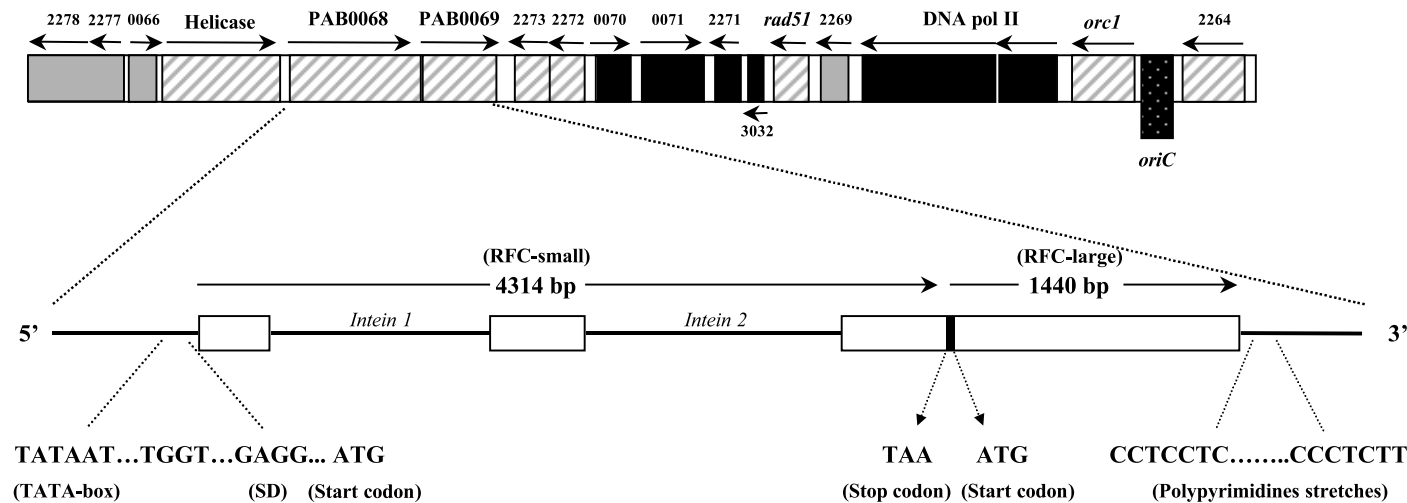 2278 2277 0066 Helicase PAB0068 PAB0069 2273 2272 0070 0071 2271 rad51 2269 DNA pol II orc1 2264
3032
oriC
(RFC-small) (RFC-large)
4314 bp 1440 bp
5’ Intein 1 Intein 2 3’
TATAAT…TGGT…GAGG... ATG TAA ATG CCTCCTC……..CCCTCTT
(TATA-box) (SD) (Start codon) (Stop codon) (Start codon) (Polypyrimidines stretches)